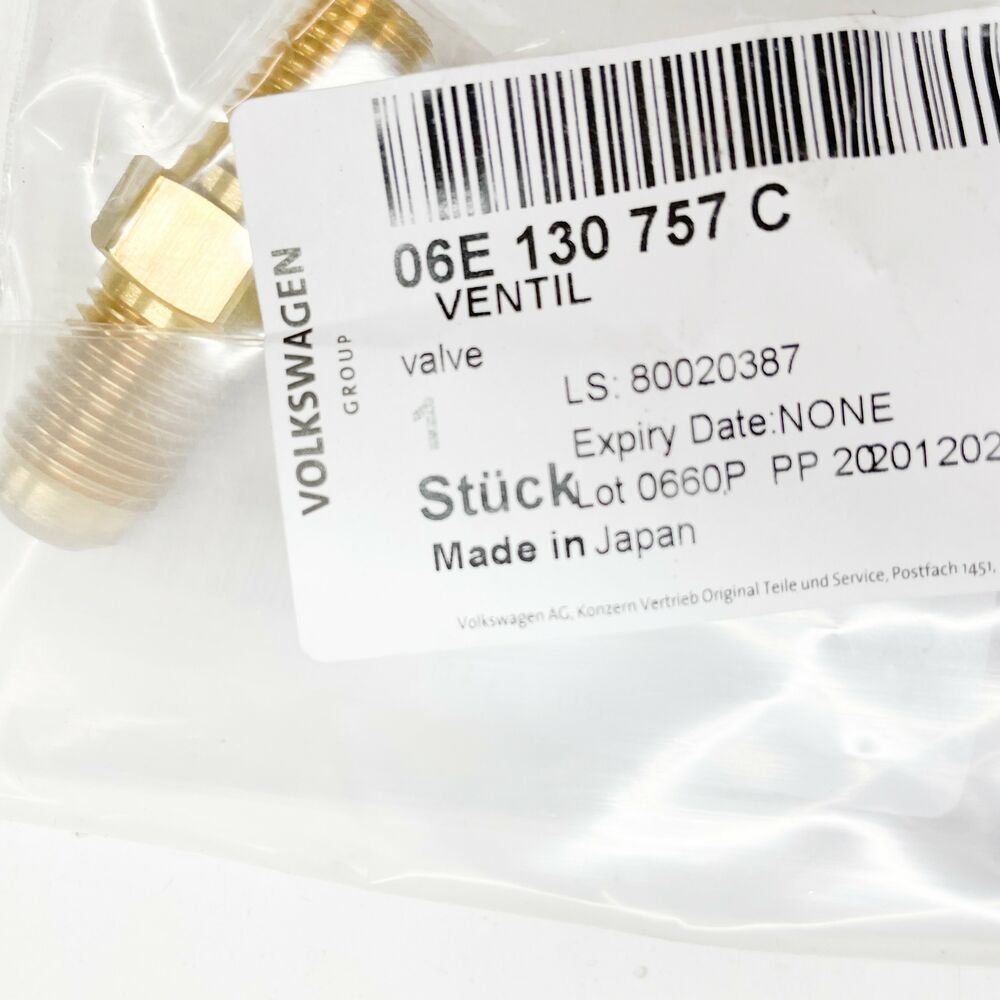 06E 130 757 C
VENTIL
valve
LS: 80020387
1
Expiry Date:NONE
Stück
Lot 0660P PP 20201202
Made in Japan
Volkswagen AG, Konzern Vertrieb Original Teile und Service, Postfach 1451,
VOLKSWAGEN
GROUP